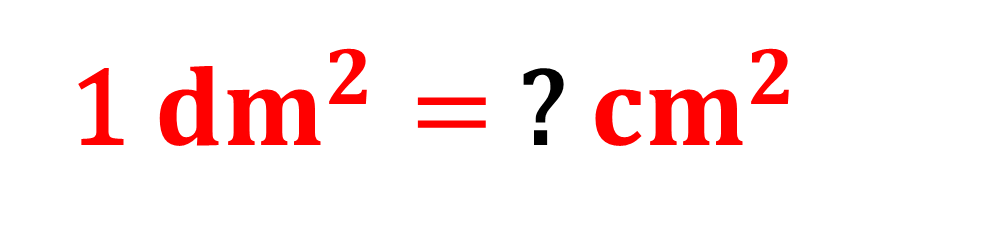 1 dm² = ? cm²